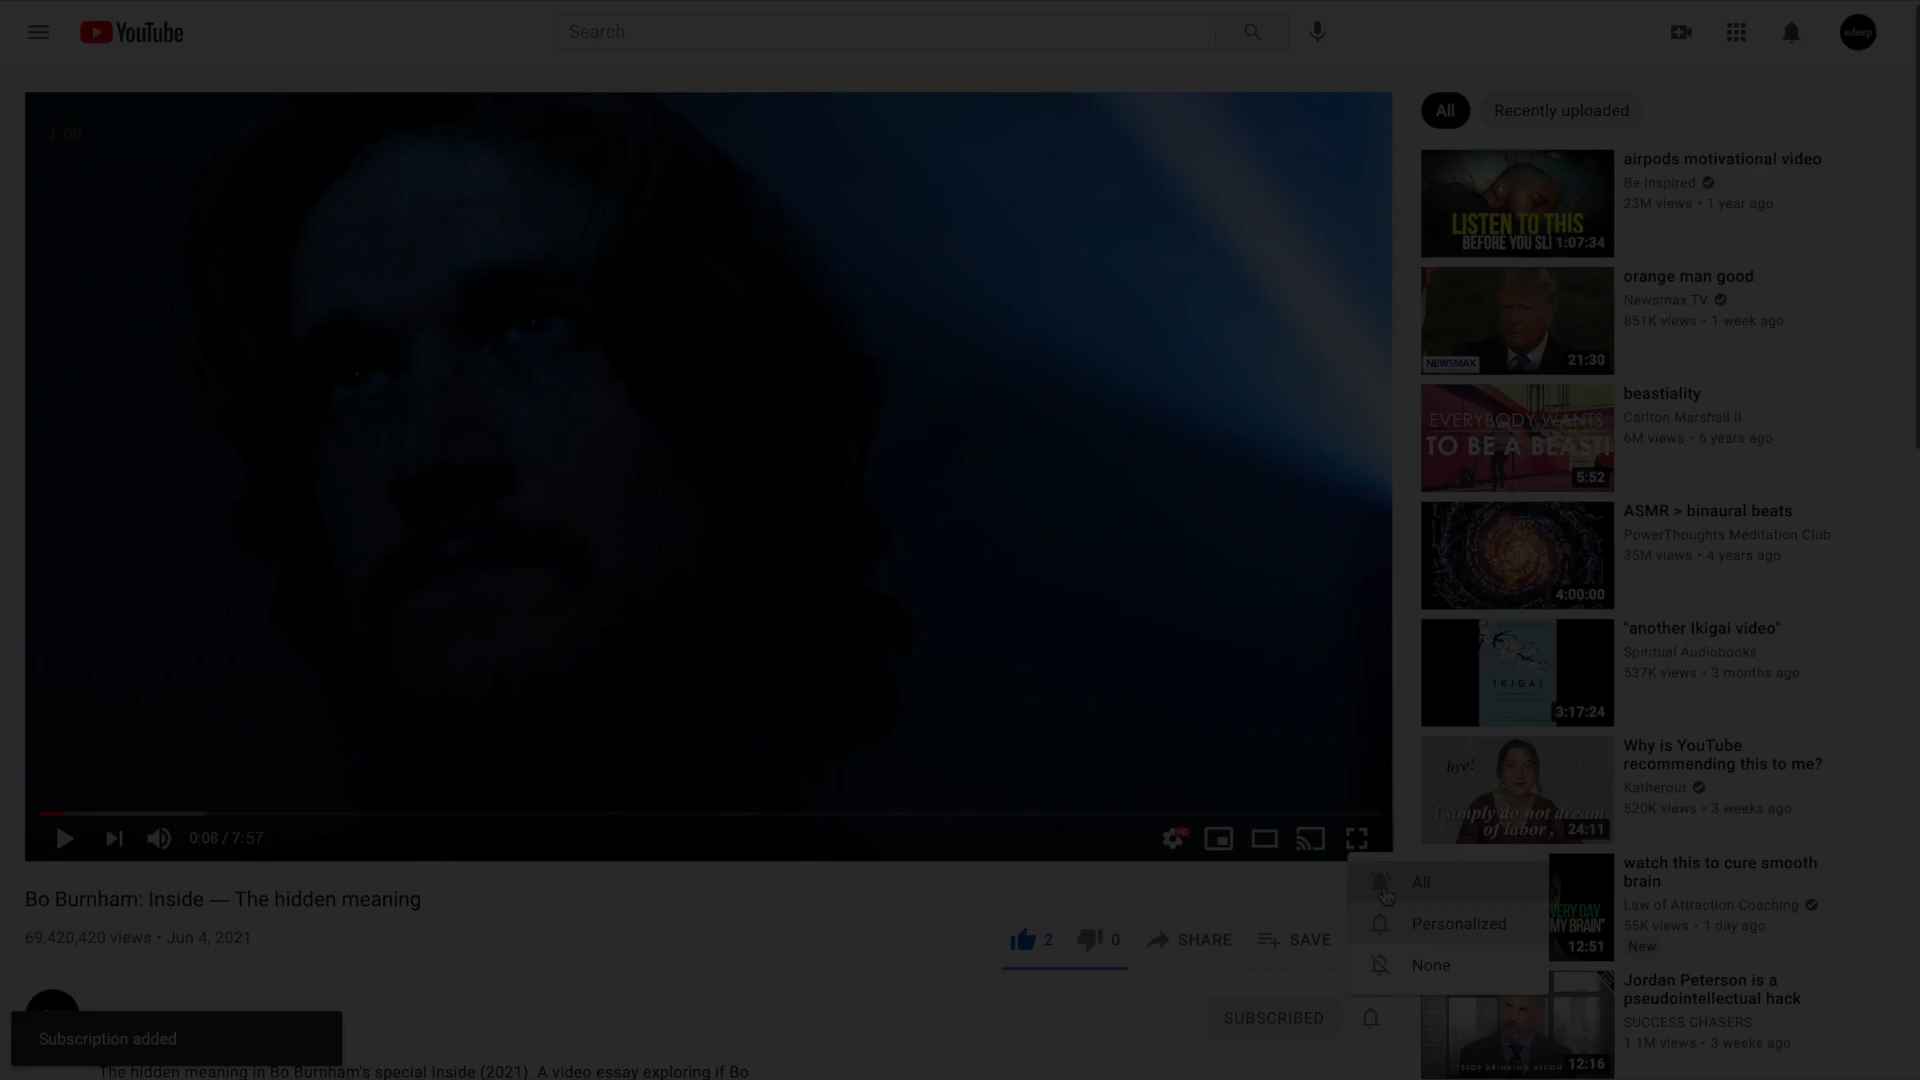 YouTube
Search
#deep
1.00
0:08 / 7:57
HD
Bo Burnham: Inside — The hidden meaning
69,420,420 views • Jun 4, 2021
2
0
SHARE
SAVE
All
Personalized
None
SUBSCRIBED
Subscription added
The hidden meaning in Bo Burnham's special Inside (2021). A video essay exploring if Bo
All
Recently uploaded
LISTEN TO THIS
BEFORE YOU SL
1:07:34
airpods motivational video
Be Inspired
23M views • 1 year ago
NEWSMAX
21:30
orange man good
Newsmax TV
851K views • 1 week ago
EVERYBODY WANTS
TO BE A BEAST
5:52
beastiality
Carlton Marshall II
6M views • 6 years ago
4:00:00
ASMR > binaural beats
PowerThoughts Meditation Club
35M views • 4 years ago
IKIGAI
3:17:24
"another Ikigai video"
Spiritual Audiobooks
537K views • 3 months ago
bye!
i simply do not dream
of labor.
24:11
Why is YouTube
recommending this to me?
Katherout
520K views • 3 weeks ago
VERY DAY
MY BRAIN"
12:51
watch this to cure smooth
brain
Law of Attraction Coaching
55K views • 1 day ago
New
"STOP DRINKING ALCOH
12:16
Jordan Peterson is a
pseudointellectual hack
SUCCESS CHASERS
1.1M views • 3 weeks ago